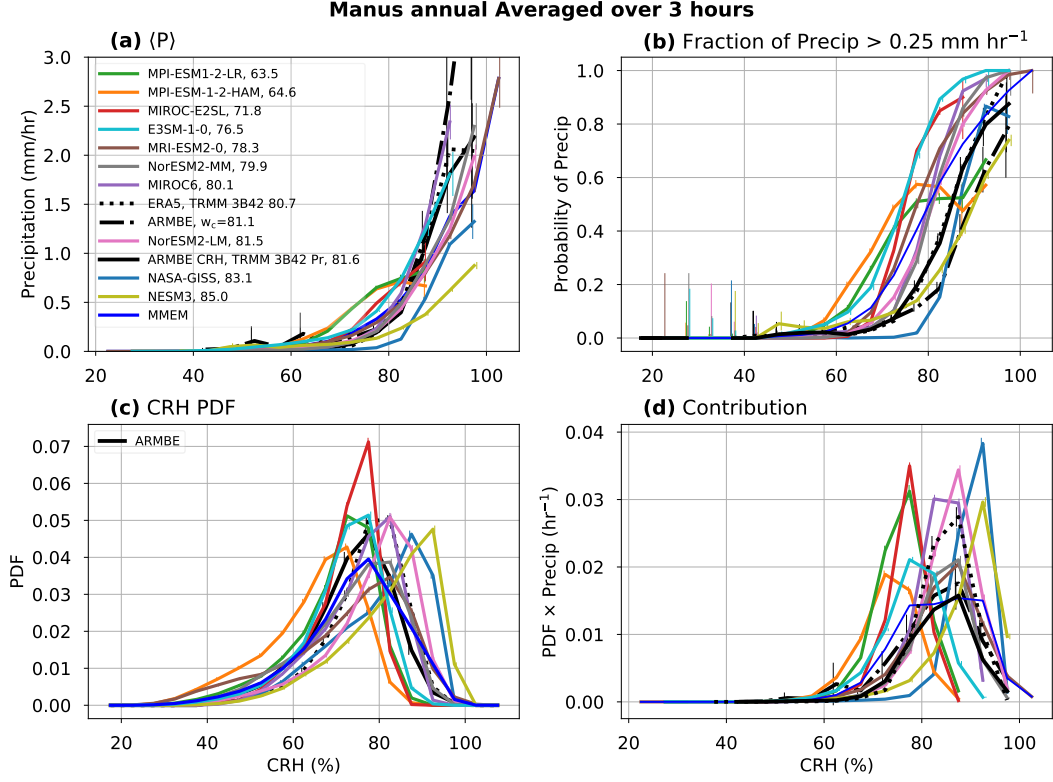 Manus annual Averaged over 3 hours
(a) ⟨P⟩
Precipitation (mm/hr)
3.0
2.5
2.0
1.5
1.0
0.5
0.0
MPI-ESM1-2-LR, 63.5
MPI-ESM-1-2-HAM, 64.6
MIROC-E2SL, 71.8
E3SM-1-0, 76.5
MRI-ESM2-0, 78.3
NorESM2-MM, 79.9
MIROC6, 80.1
ERA5, TRMM 3B42 80.7
ARMBE, w_c=81.1
NorESM2-LM, 81.5
ARMBE CRH, TRMM 3B42 Pr, 81.6
NASA-GISS, 83.1
NESM3, 85.0
MMEM
20 40 60 80 100
(b) Fraction of Precip > 0.25 mm hr⁻¹
Probability of Precip
1.0
0.8
0.6
0.4
0.2
0.0
20 40 60 80 100
(c) CRH PDF
PDF
0.07
0.06
0.05
0.04
0.03
0.02
0.01
0.00
ARMBE
20 40 60 80 100
CRH (%)
(d) Contribution
PDF × Precip (hr⁻¹)
0.04
0.03
0.02
0.01
0.00
20 40 60 80 100
CRH (%)